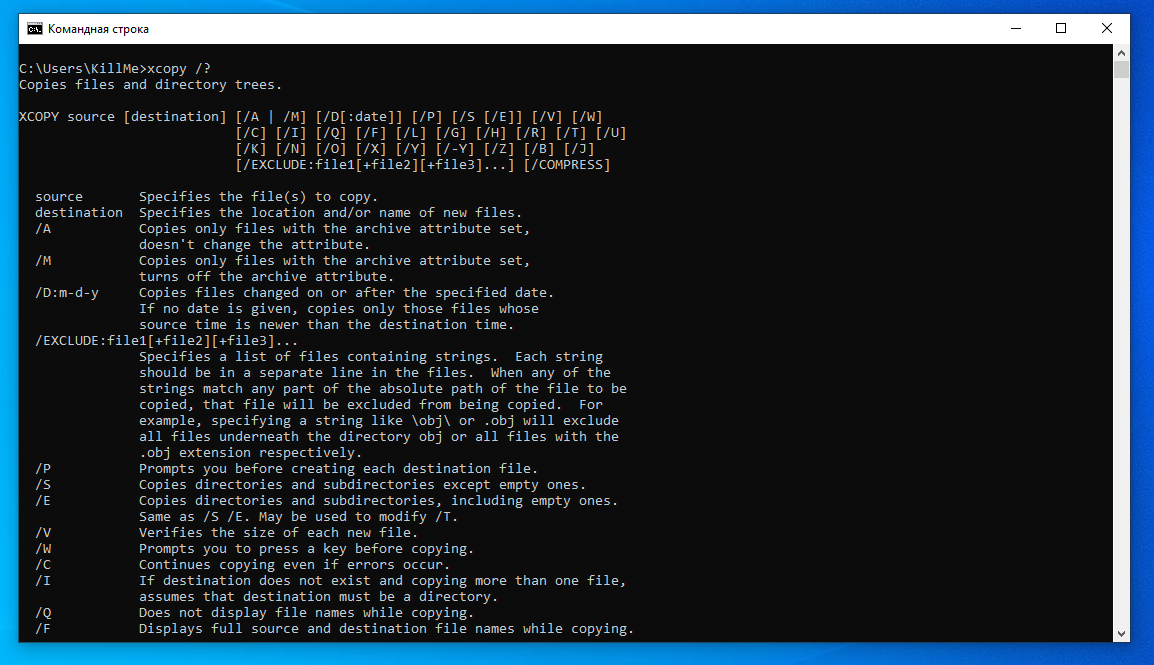 Командная строка
C:\Users\KillMe>xcopy /?
Copies files and directory trees.
XCOPY source [destination] [/A | /M] [/D[:date]] [/P] [/S [/E]] [/V] [/W]
[/C] [/I] [/Q] [/F] [/L] [/G] [/H] [/R] [/T] [/U]
[/K] [/N] [/O] [/X] [/Y] [/-Y] [/Z] [/B] [/J]
[/EXCLUDE:file1[+file2][+file3]...] [/COMPRESS]
source Specifies the file(s) to copy.
destination Specifies the location and/or name of new files.
/A Copies only files with the archive attribute set,
doesn't change the attribute.
/M Copies only files with the archive attribute set,
turns off the archive attribute.
/D:m-d-y Copies files changed on or after the specified date.
If no date is given, copies only those files whose
source time is newer than the destination time.
/EXCLUDE:file1[+file2][+file3]...
Specifies a list of files containing strings. Each string
should be in a separate line in the files. When any of the
strings match any part of the absolute path of the file to be
copied, that file will be excluded from being copied. For
example, specifying a string like \obj\ or .obj will exclude
all files underneath the directory obj or all files with the
.obj extension respectively.
/P Prompts you before creating each destination file.
/S Copies directories and subdirectories except empty ones.
/E Copies directories and subdirectories, including empty ones.
Same as /S /E. May be used to modify /T.
/V Verifies the size of each new file.
/W Prompts you to press a key before copying.
/C Continues copying even if errors occur.
/I If destination does not exist and copying more than one file,
assumes that destination must be a directory.
/Q Does not display file names while copying.
/F Displays full source and destination file names while copying.